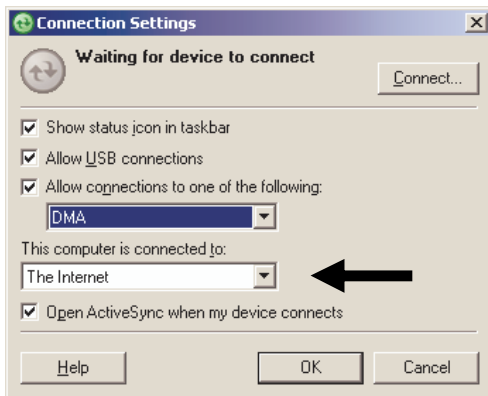 Connection Settings
Waiting for device to connect
Connect...
Show status icon in taskbar
Allow USB connections
Allow connections to one of the following:
DMA
This computer is connected to:
The Internet
Open ActiveSync when my device connects
Help OK Cancel